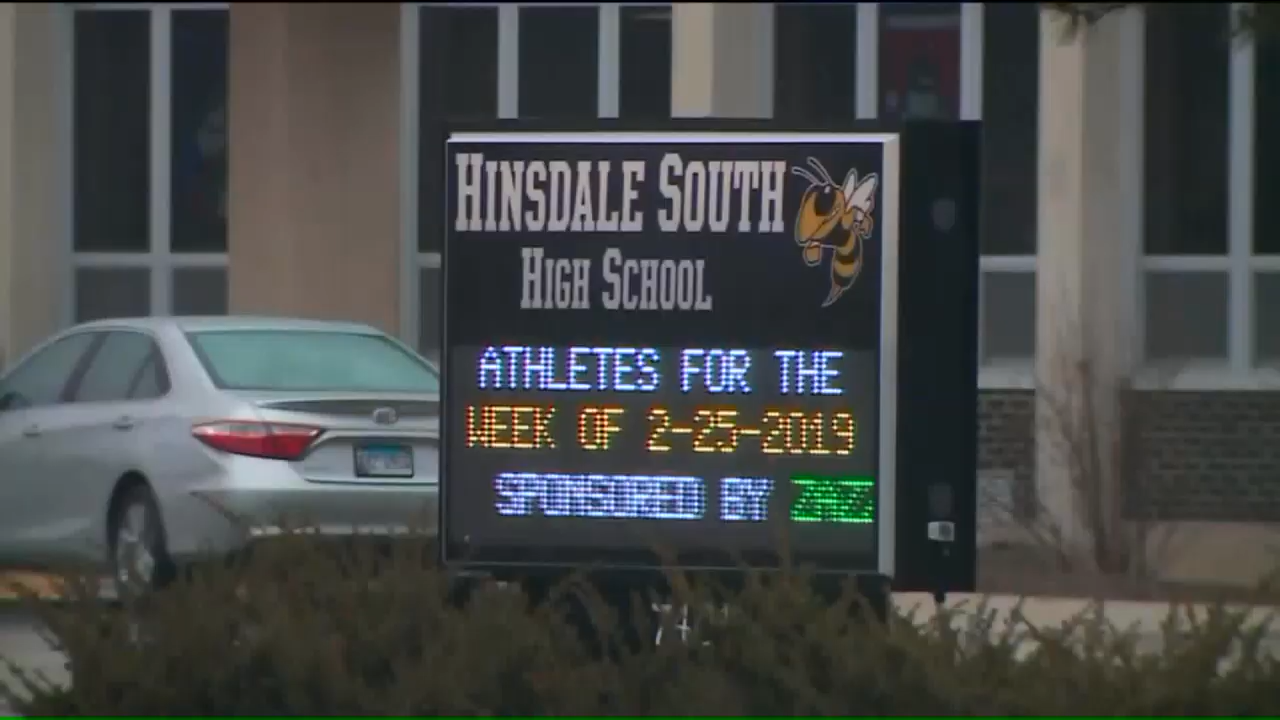 HINSDALE SOUTH
HIGH SCHOOL
ATHLETES FOR THE
WEEK OF 2-25-2019
SPONSORED BY